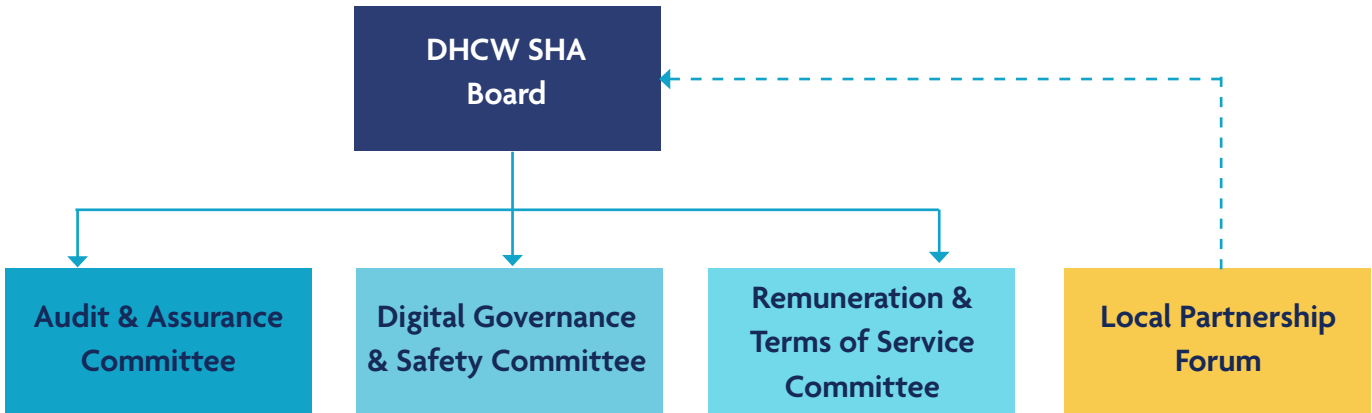 DHCW SHA
Board
Audit & Assurance
Committee
Digital Governance
& Safety Committee
Remuneration &
Terms of Service
Committee
Local Partnership
Forum